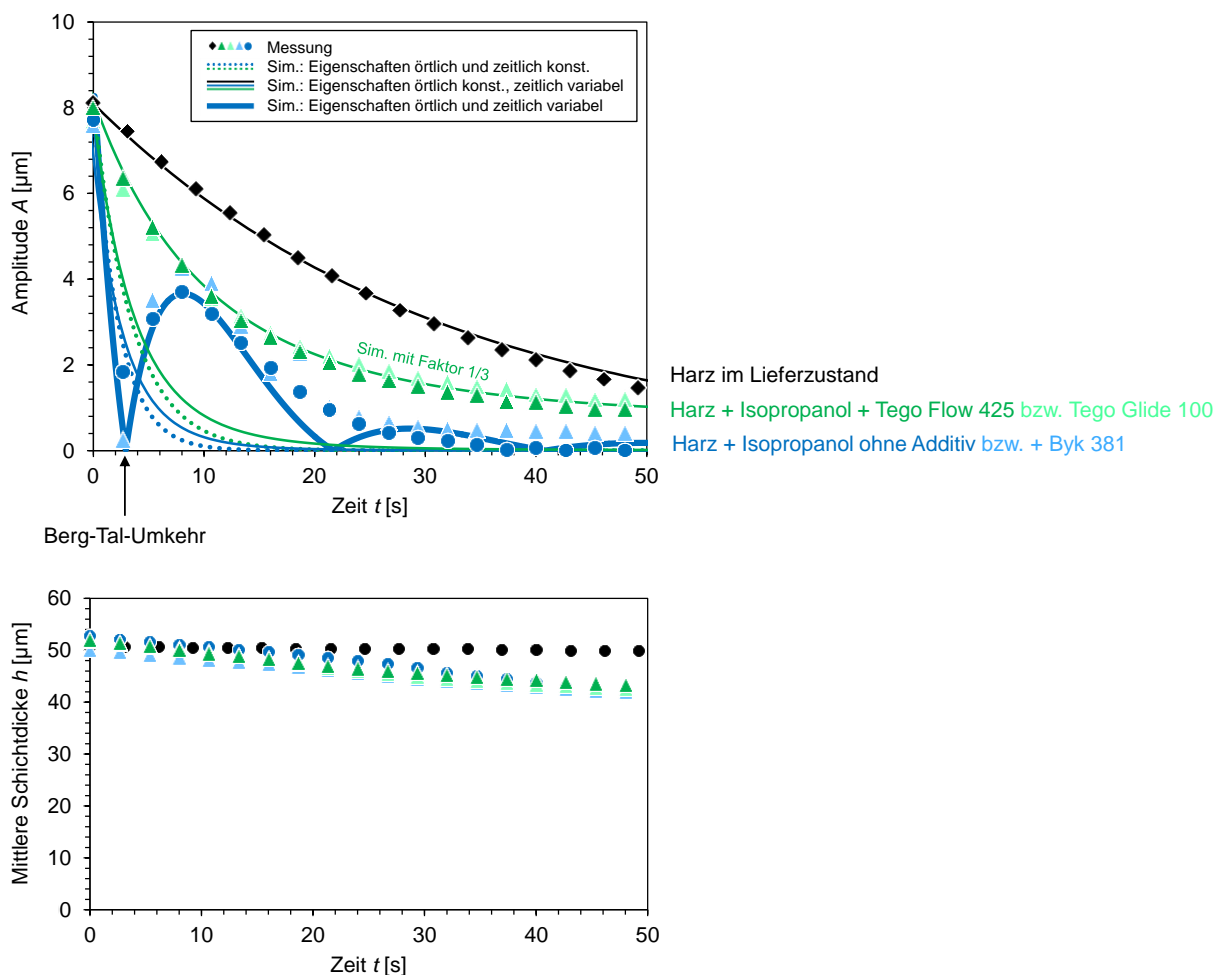 10
8
6
4
2
0
Amplitude A [µm]
Messung
Sim.: Eigenschaften örtlich und zeitlich konst.
Sim.: Eigenschaften örtlich konst., zeitlich variabel
Sim.: Eigenschaften örtlich und zeitlich variabel
Sim. mit Faktor 1/3
Harz im Lieferzustand
Harz + Isopropanol + Tego Flow 425 bzw. Tego Glide 100
Harz + Isopropanol ohne Additiv bzw. + Byk 381
0 10 20 30 40 50
Zeit t [s]
Berg-Tal-Umkehr
60
50
40
30
20
10
0
Mittlere Schichtdicke h [µm]
0 10 20 30 40 50
Zeit t [s]